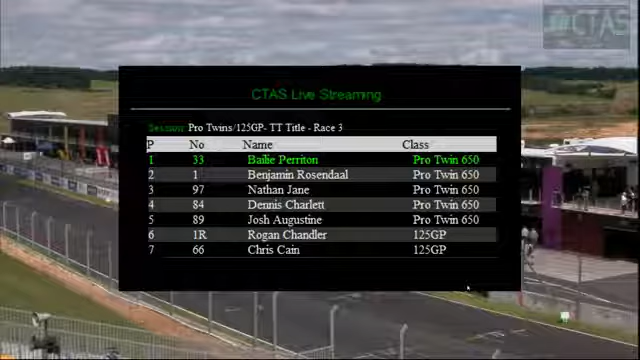 CTAS
CTAS Live Streaming
Session Pro Twins/125GP- TT Title - Race 3
P No Name Class
1 33 Bailie Perriton Pro Twin 650
2 1 Benjamin Rosendaal Pro Twin 650
3 97 Nathan Jane Pro Twin 650
4 84 Dennis Charlett Pro Twin 650
5 89 Josh Augustine Pro Twin 650
6 1R Rogan Chandler 125GP
7 66 Chris Cain 125GP